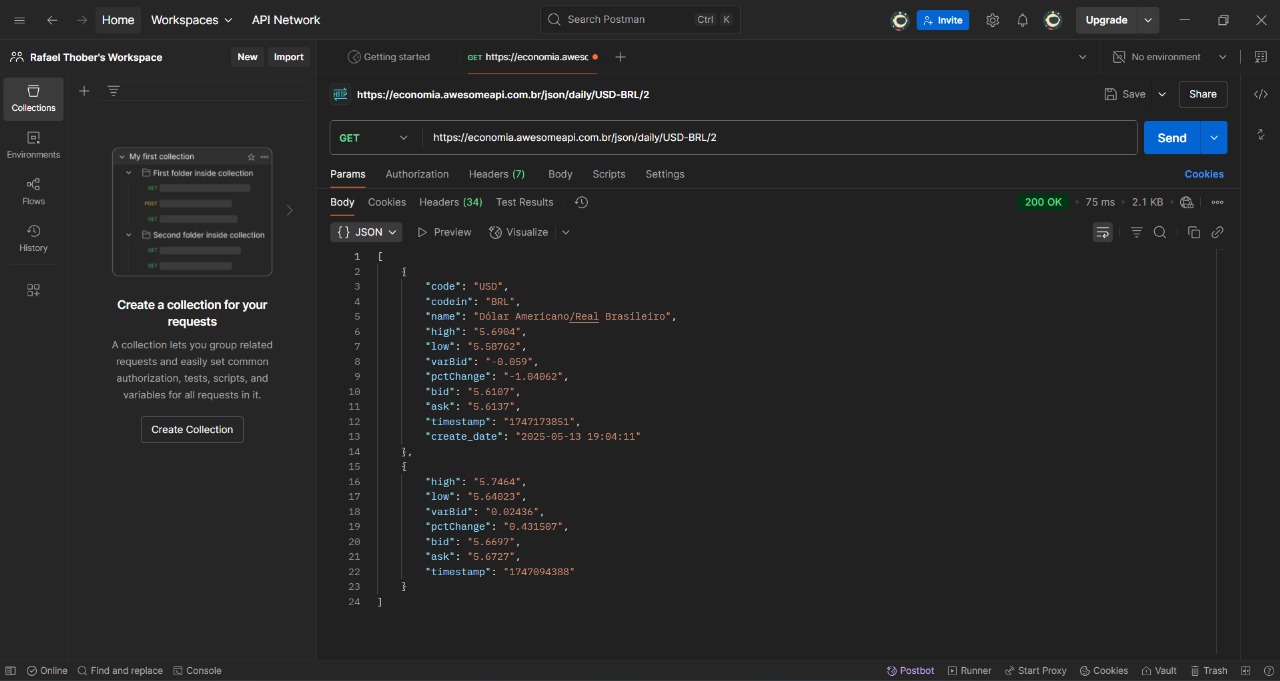 Home Workspaces API Network Search Postman Ctrl K Invite Upgrade
Rafael Thober's Workspace New Import Getting started GET https://economia.awesc No environment
Collections
Environments
Flows
History
My first collection
First folder inside collection
GET
POST
GET
Second folder inside collection
GET
GET
Create a collection for your
requests
A collection lets you group related
requests and easily set common
authorization, tests, scripts, and
variables for all requests in it.
Create Collection
HTTP https://economia.awesomeapi.com.br/json/daily/USD-BRL/2 Save Share
GET https://economia.awesomeapi.com.br/json/daily/USD-BRL/2 Send
Params Authorization Headers (7) Body Scripts Settings Cookies
Body Cookies Headers (34) Test Results 200 OK • 75 ms • 2.1 KB
{} JSON Preview Visualize
1 [
2 {
3 "code": "USD",
4 "codein": "BRL",
5 "name": "Dólar Americano/Real Brasileiro",
6 "high": "5.6904",
7 "low": "5.58762",
8 "varBid": "-0.059",
9 "pctChange": "-1.04062",
10 "bid": "5.6107",
11 "ask": "5.6137",
12 "timestamp": "1747173851",
13 "create_date": "2025-05-13 19:04:11"
14 },
15 {
16 "high": "5.7464",
17 "low": "5.64023",
18 "varBid": "0.02436",
19 "pctChange": "0.431507",
20 "bid": "5.6697",
21 "ask": "5.6727",
22 "timestamp": "1747094388"
23 }
24 ]
Online Find and replace Console Postbot Runner Start Proxy Cookies Vault Trash